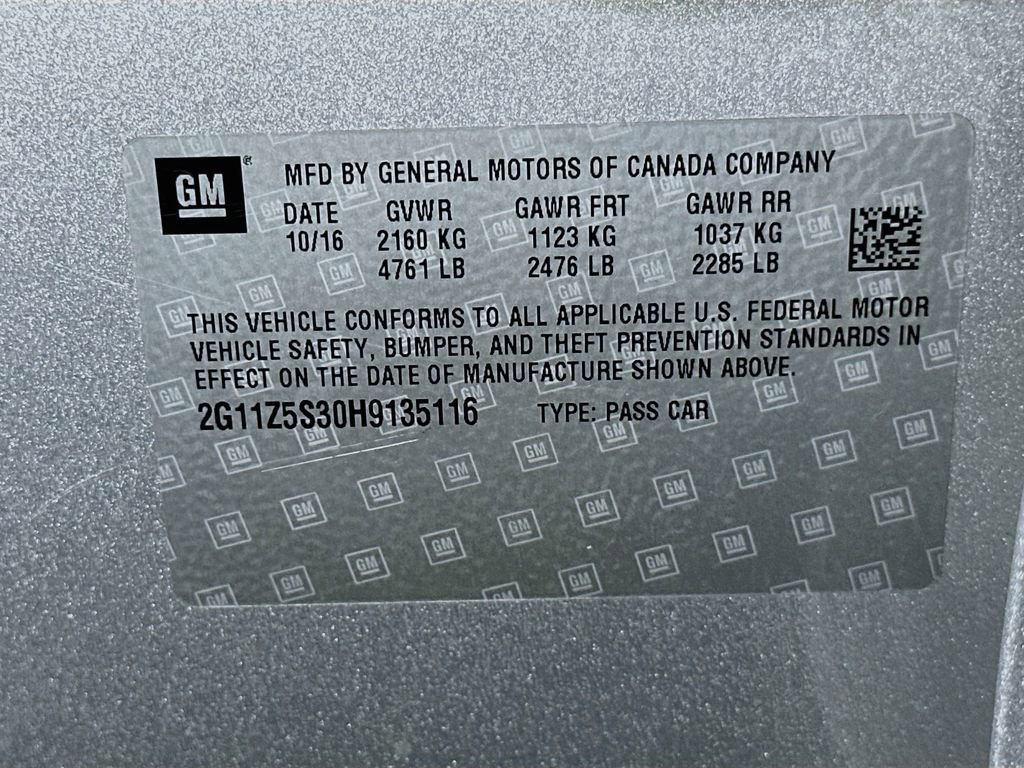 GM
MFD BY GENERAL MOTORS OF CANADA COMPANY
DATE GVWR GAWR FRT GAWR RR
10/16 2160 KG 1123 KG 1037 KG
4761 LB 2476 LB 2285 LB
THIS VEHICLE CONFORMS TO ALL APPLICABLE U.S. FEDERAL MOTOR
VEHICLE SAFETY, BUMPER, AND THEFT PREVENTION STANDARDS IN
EFFECT ON THE DATE OF MANUFACTURE SHOWN ABOVE.
2G11Z5S30H9135116 TYPE: PASS CAR